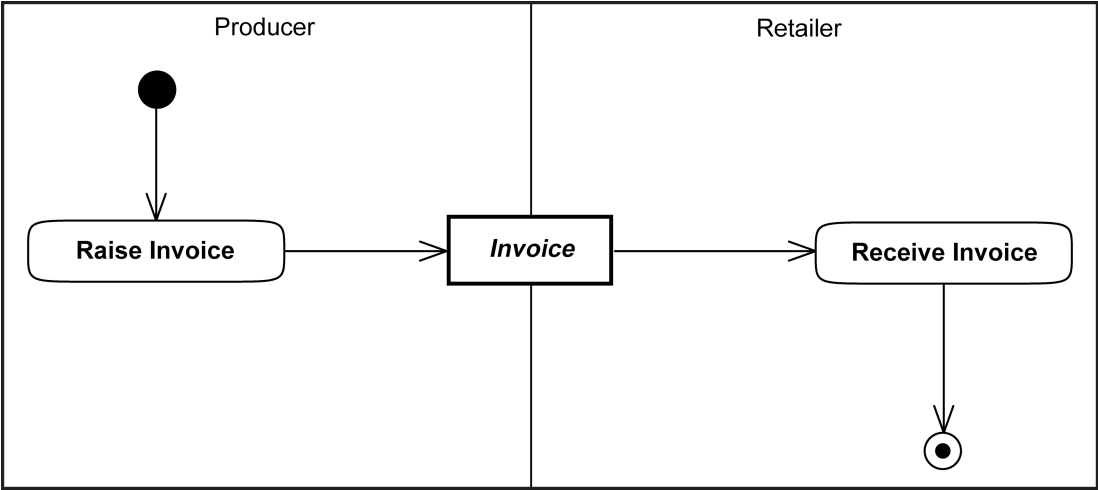 Producer
Retailer
Raise Invoice
Invoice
Receive Invoice